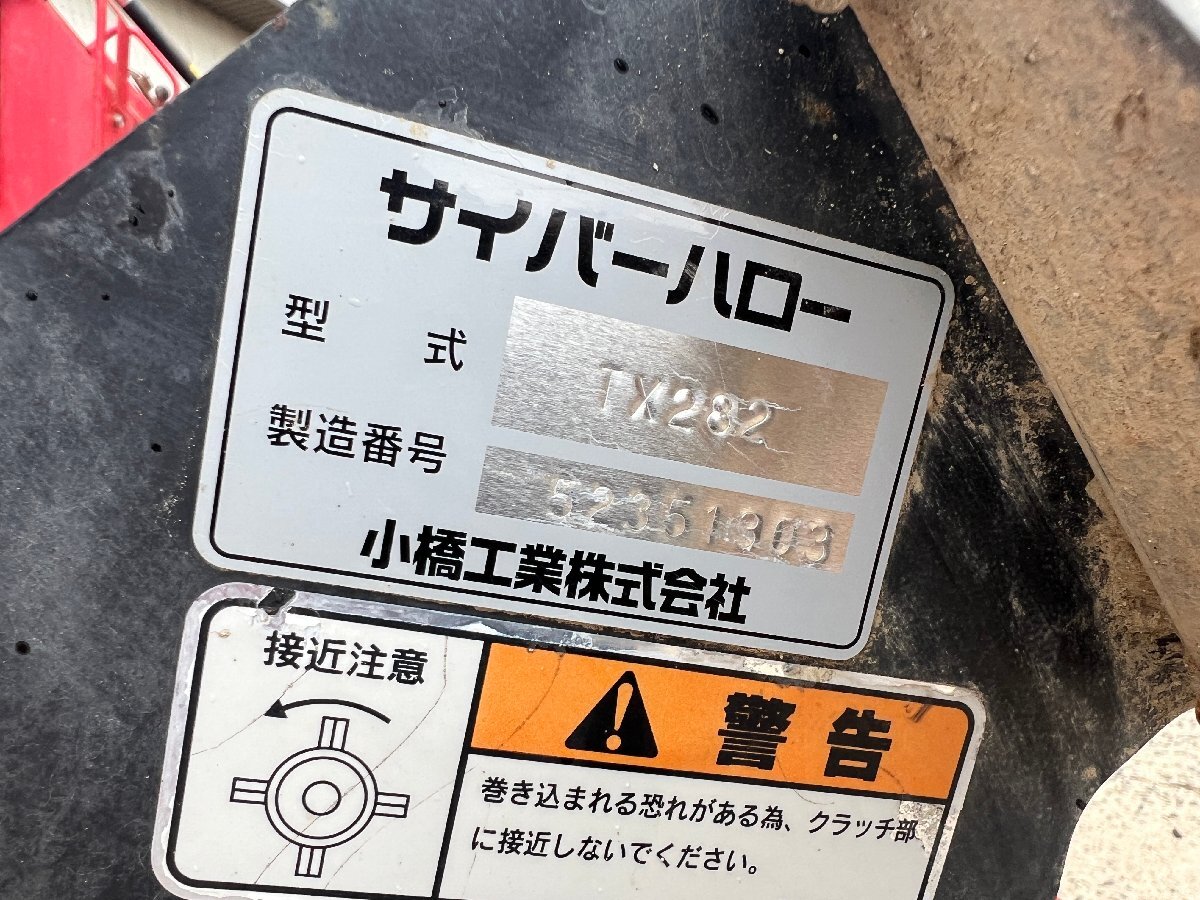 サイバーハロー
型 式 TX282
製造番号 52351303
小橋工業株式会社
接近注意
警告
巻き込まれる恐れがある為、クラッチ部
に接近しないでください。